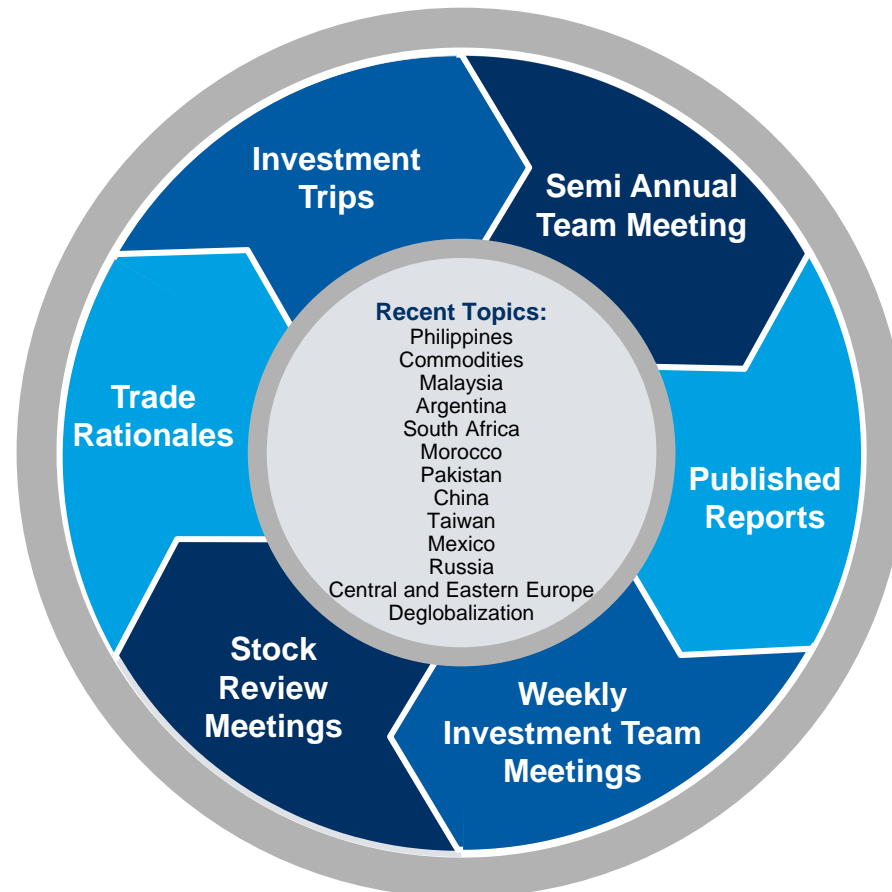 Investment
Trips
Semi Annual
Team Meeting
Published
Reports
Weekly
Investment Team
Meetings
Stock
Review
Meetings
Trade
Rationales
Recent Topics:
Philippines
Commodities
Malaysia
Argentina
South Africa
Morocco
Pakistan
China
Taiwan
Mexico
Russia
Central and Eastern Europe
Deglobalization